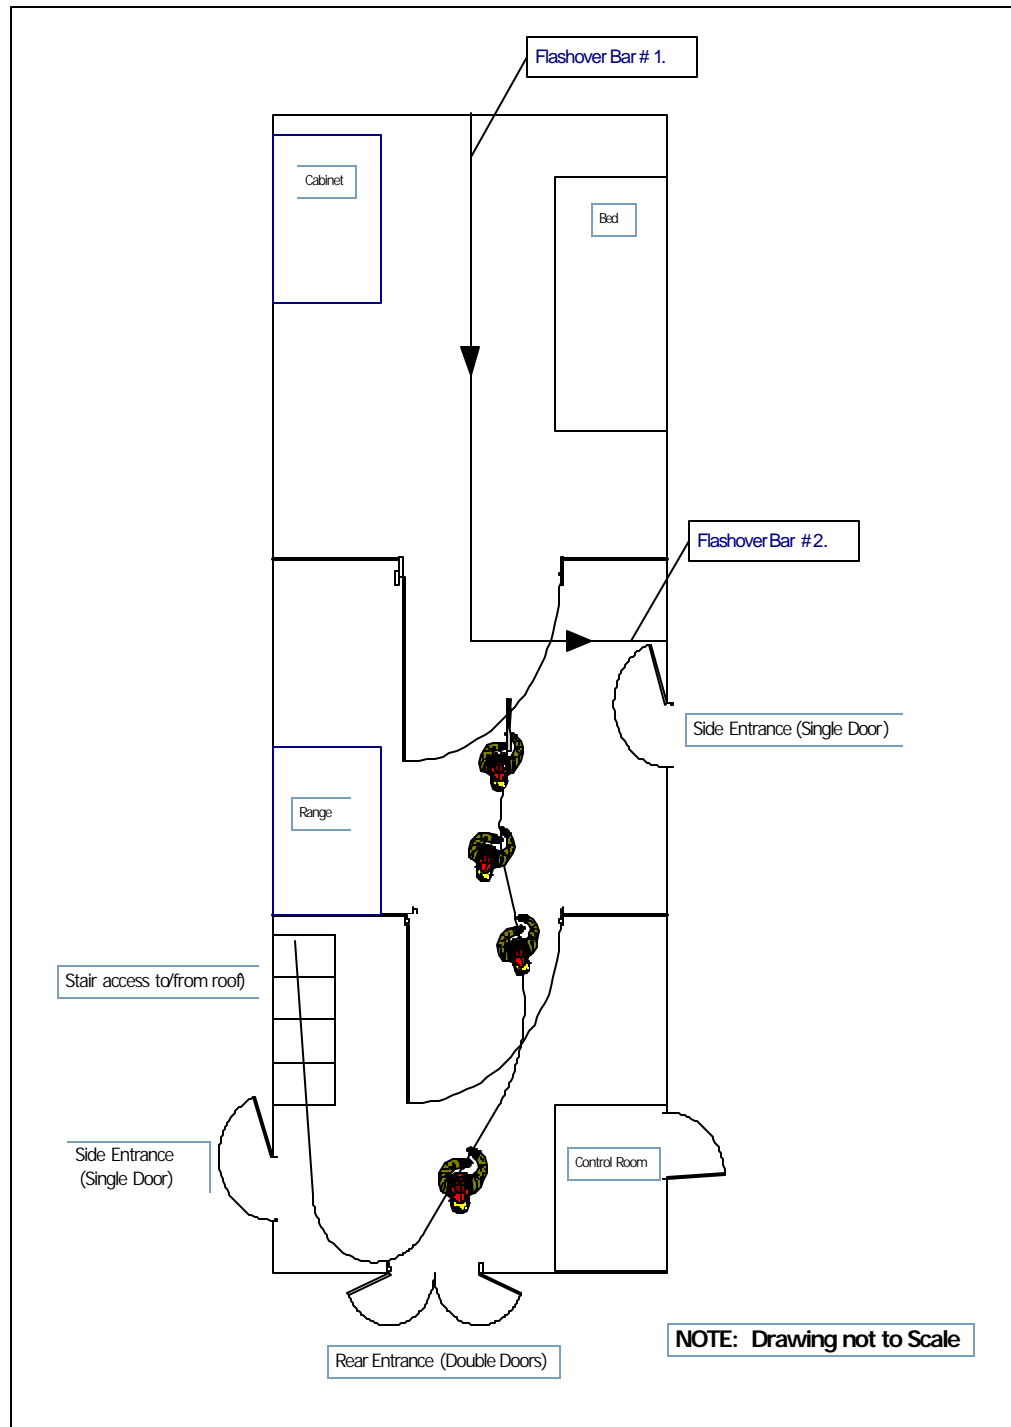 Flashover Bar # 1.
Cabinet
Bed
Flashover Bar # 2.
Side Entrance (Single Door)
Range
Stair access to/from roof)
Side Entrance
(Single Door)
Control Room
NOTE: Drawing not to Scale
Rear Entrance (Double Doors)